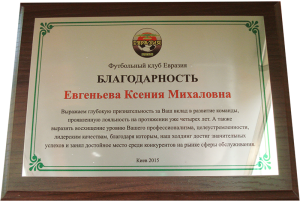 ЕВРАЗИЯ
Футбольный клуб Евразия
БЛАГОДАРНОСТЬ
Евгеньева Ксения Михаловна
Выражаем глубокую признательность за Ваш вклад в развитие команды,
проявленную лояльность на протяжении уже четырех лет. А также
выразить восхищение уровню Вашего профессионализма, целеустремленности,
лидерским качествам, благодаря которым, наш холдинг достиг значительных
успехов и занял достойное место среди конкурентов на рынке сферы обслуживания.
Киев 2015